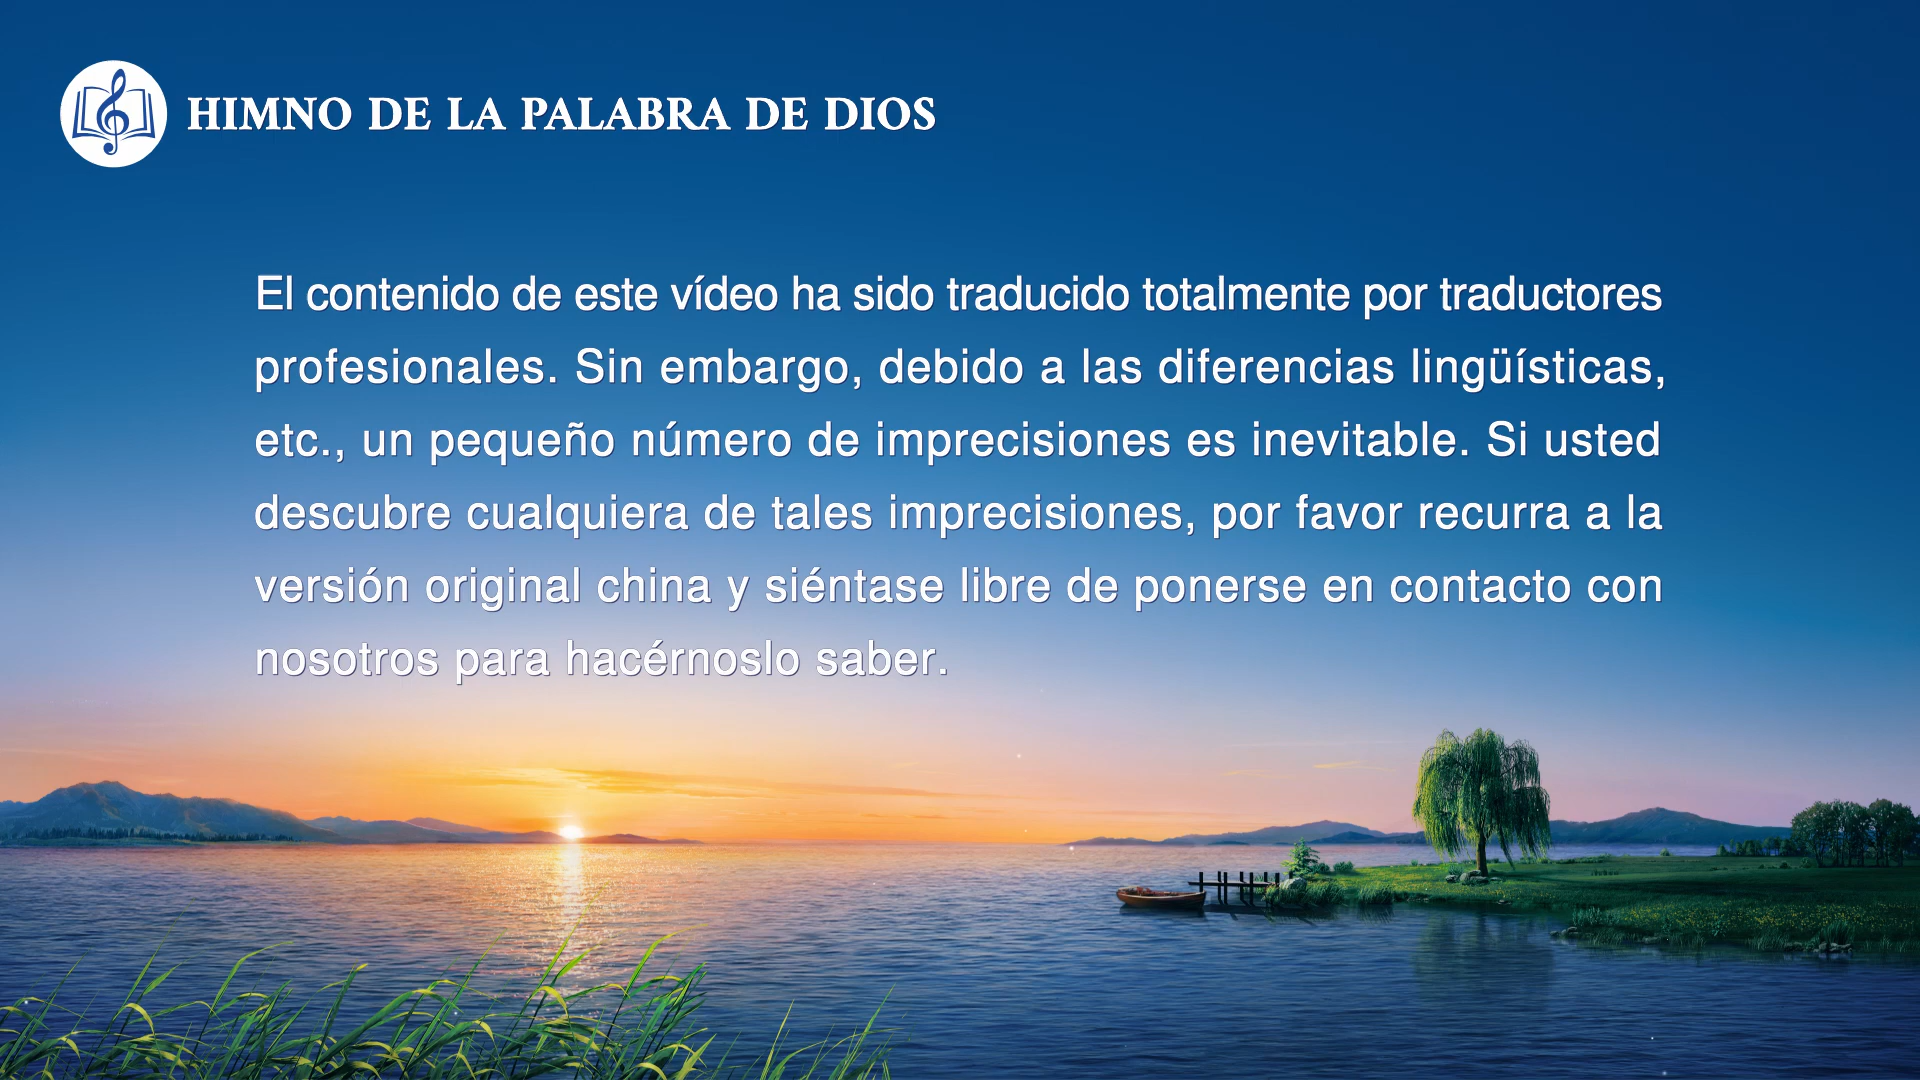 HIMNO DE LA PALABRA DE DIOS
El contenido de este vídeo ha sido traducido totalmente por traductores
profesionales. Sin embargo, debido a las diferencias lingüísticas,
etc., un pequeño número de imprecisiones es inevitable. Si usted
descubre cualquiera de tales imprecisiones, por favor recurra a la
versión original china y siéntase libre de ponerse en contacto con
nosotros para hacérnoslo saber.